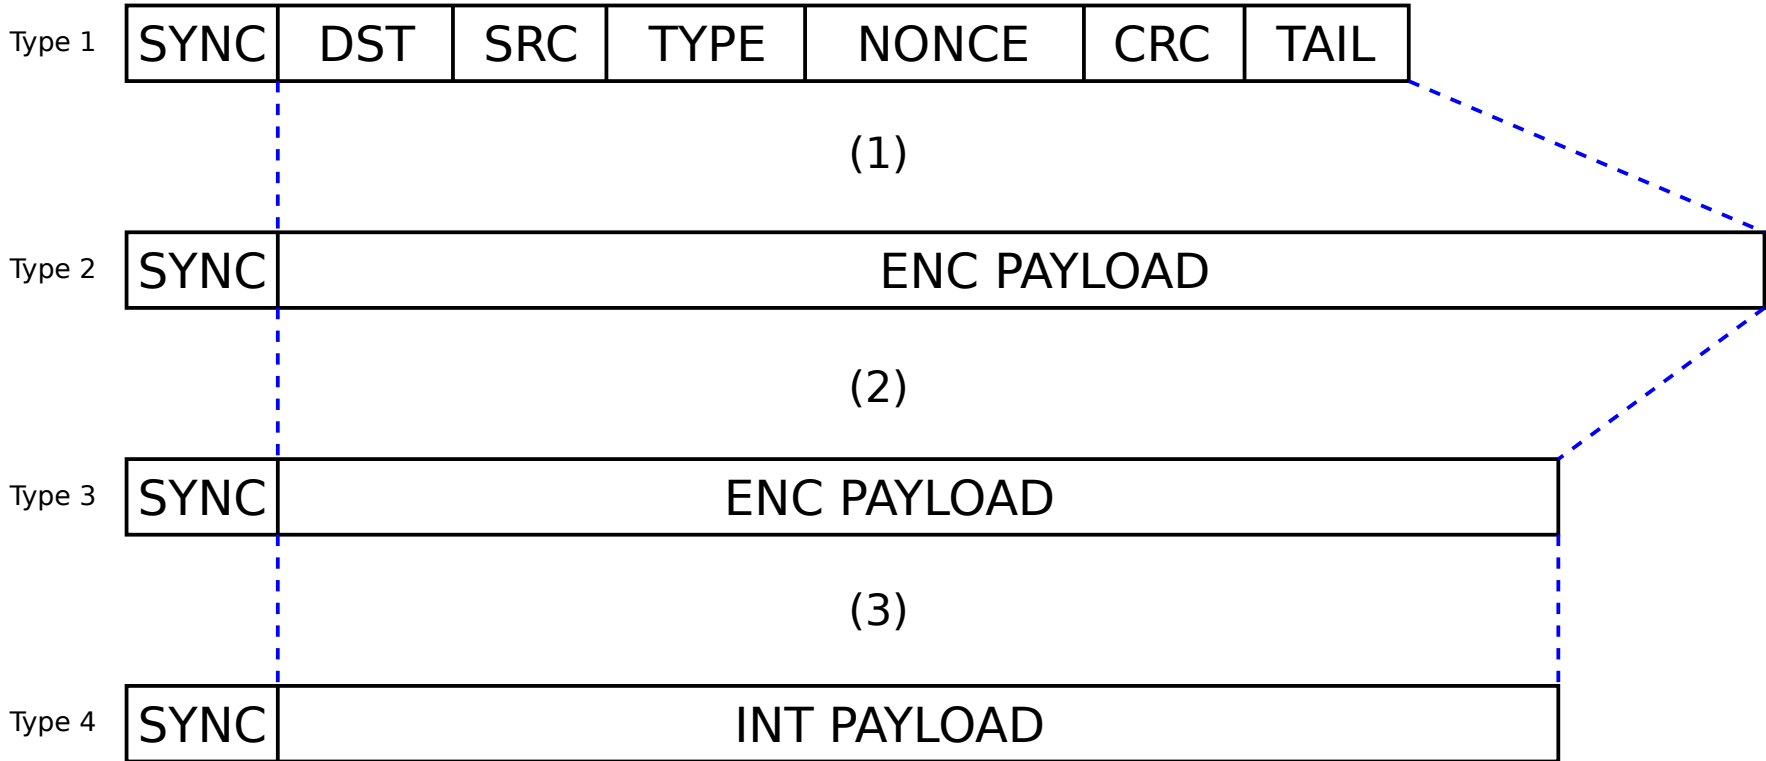 Type 1 SYNC DST SRC TYPE NONCE CRC TAIL
(1)
Type 2 SYNC ENC PAYLOAD
(2)
Type 3 SYNC ENC PAYLOAD
(3)
Type 4 SYNC INT PAYLOAD